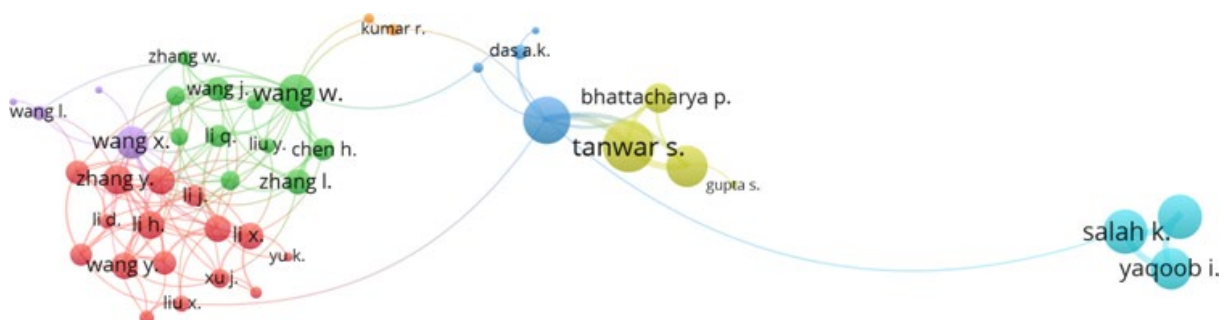 kumar r.
zhang w.
das a.k.
wang j.
wang w.
bhattacharya p.
wang l.
wang x.
li q.
liu y.
chen h.
tanwar s.
zhang y.
zhang l.
gupta s.
li j.
li d.
li h.
li x.
salah k.
yu k.
wang y.
xu j.
yaqoob i.
liu x.